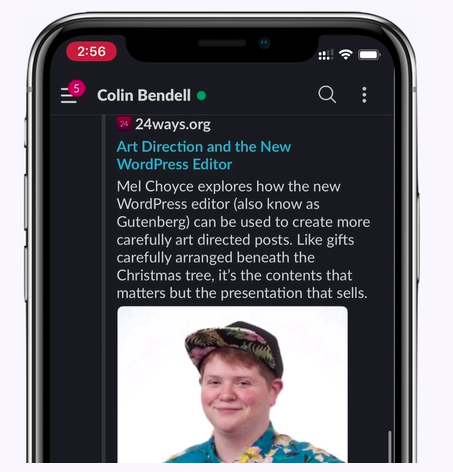 2:56
5
Colin Bendell
24 24ways.org
Art Direction and the New
WordPress Editor
Mel Choyce explores how the new
WordPress editor (also know as
Gutenberg) can be used to create more
carefully art directed posts. Like gifts
carefully arranged beneath the
Christmas tree, it's the contents that
matters but the presentation that sells.